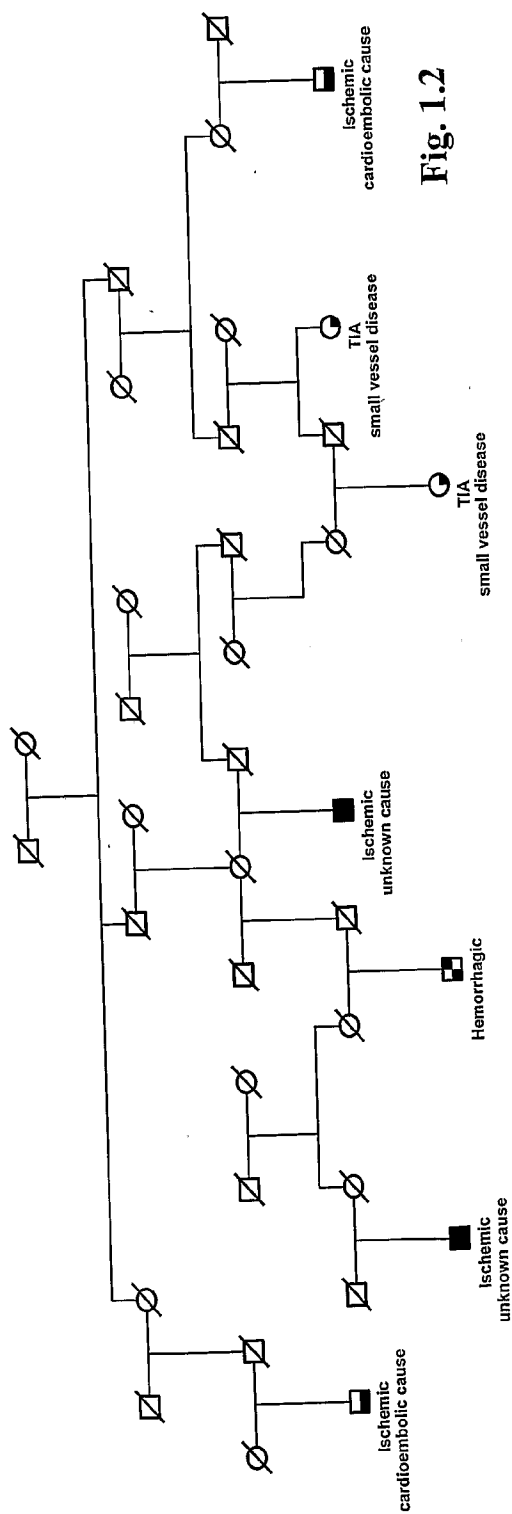 Ischemic
cardioembolic cause
Ischemic
unknown cause
Hemorrhagic
Ischemic
unknown cause
TIA
small vessel disease
TIA
small vessel disease
Ischemic
cardioembolic cause
Fig. 1.2